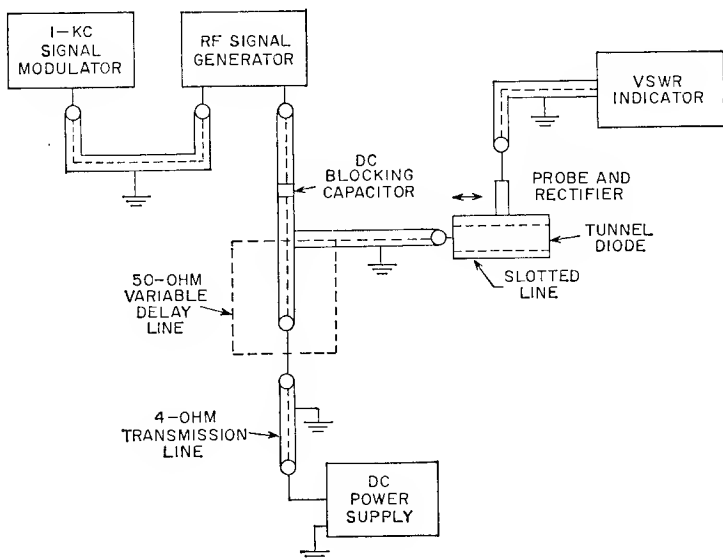 1-KC
SIGNAL
MODULATOR
RF SIGNAL
GENERATOR
VSWR
INDICATOR
DC
BLOCKING
CAPACITOR
PROBE AND
RECTIFIER
TUNNEL
DIODE
SLOTTED
LINE
50-OHM
VARIABLE
DELAY
LINE
4-OHM
TRANSMISSION
LINE
DC
POWER
SUPPLY